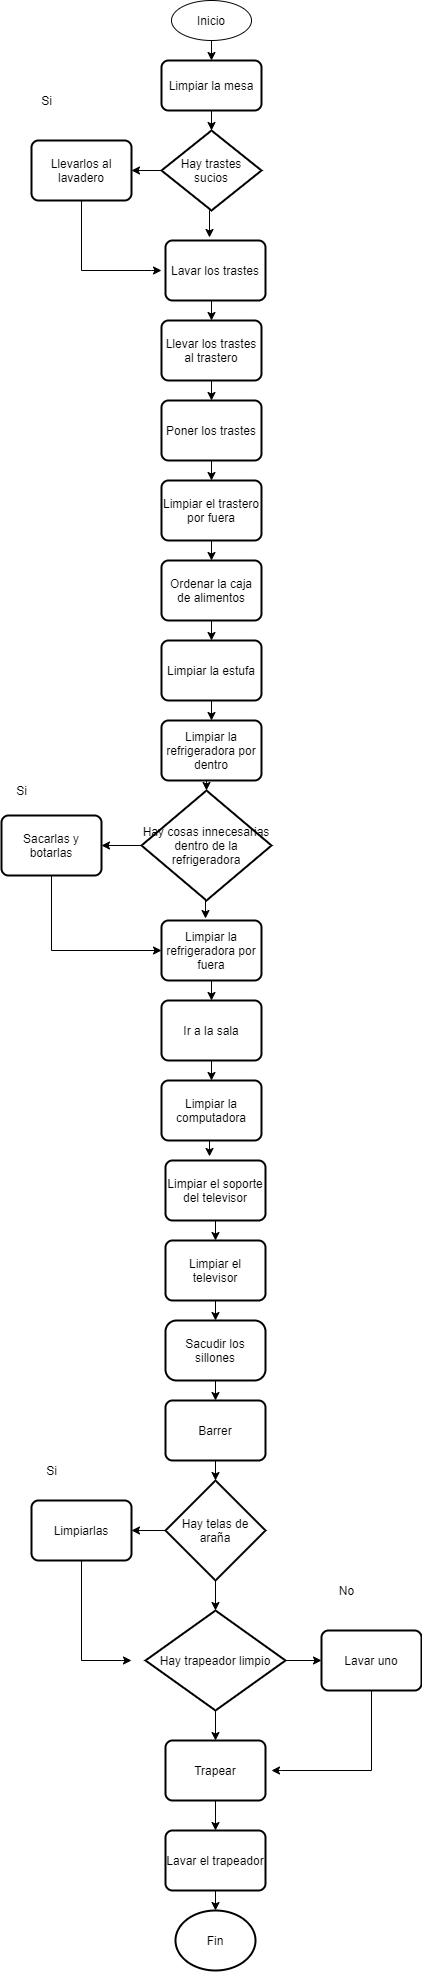 Inicio
Limpiar la mesa
Si
Hay trastes
sucios
Llevarlos al
lavadero
Lavar los trastes
Llevar los trastes
al trastero
Poner los trastes
Limpiar el trastero
por fuera
Ordenar la caja
de alimentos
Limpiar la estufa
Limpiar la
refrigeradora por
dentro
Si
Hay cosas innecesarias
dentro de la
refrigeradora
Sacarlas y
botarlas
Limpiar la
refrigeradora por
fuera
Ir a la sala
Limpiar la
computadora
Limpiar el soporte
del televisor
Limpiar el
televisor
Sacudir los
sillones
Barrer
Si
Hay telas de
araña
Limpiarlas
No
Hay trapeador limpio
Lavar uno
Trapear
Lavar el trapeador
Fin